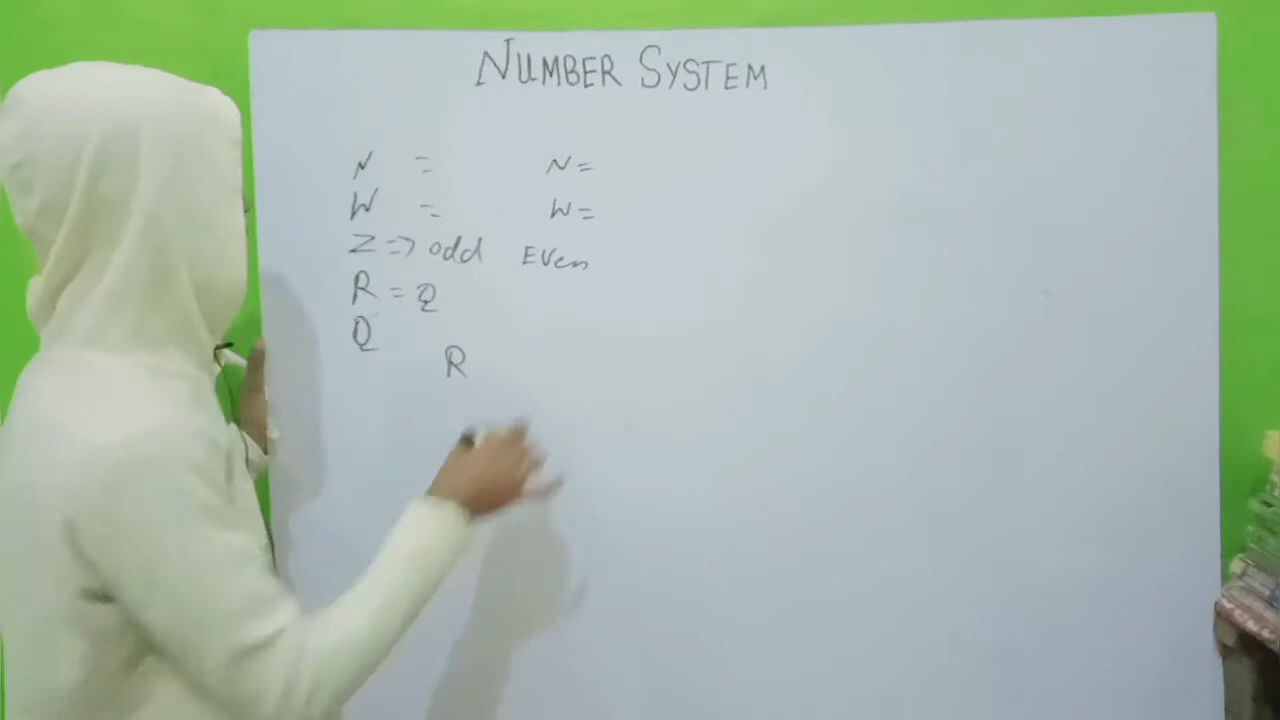 NUMBER SYSTEM
N = N =
W = W =
Z => odd Even
R = Q
Q
R